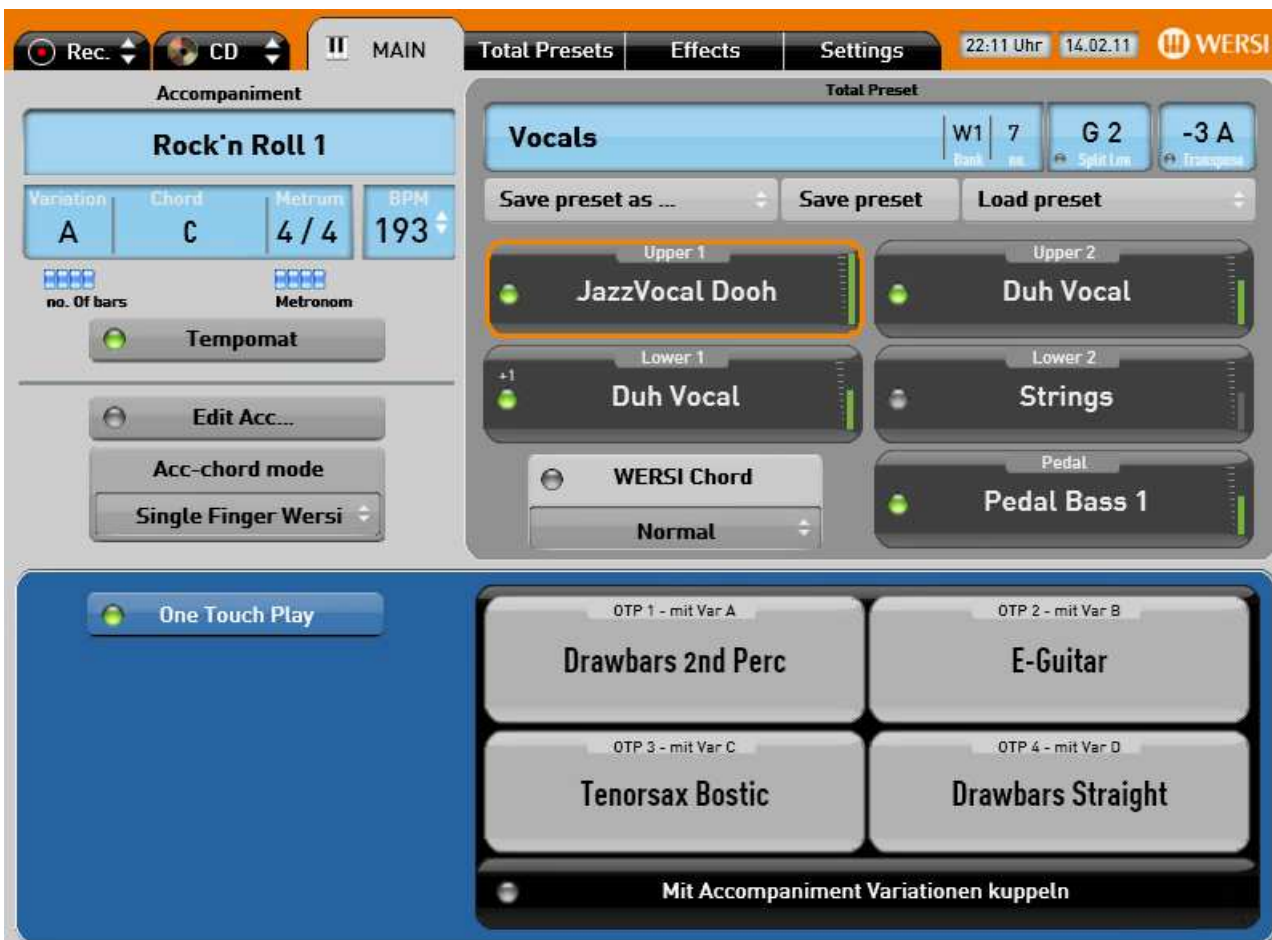 Rec.
CD
MAIN
Total Presets
Effects
Settings
22:11 Uhr
14.02.11
WERSI
Accompaniment
Rock'n Roll 1
Variation
Chord
Metrum
BPM
A
C
4/4
193
no. Of bars
Metronom
Tempomat
Edit Acc...
Acc-chord mode
Single Finger Wersi
Total Preset
Vocals
W1
7
G 2
-3 A
Bank
no.
Split Low
Transpose
Save preset as ...
Save preset
Load preset
Upper 1
JazzVocal Dooh
Upper 2
Duh Vocal
Lower 1
+1
Duh Vocal
Lower 2
Strings
WERSI Chord
Normal
Pedal
Pedal Bass 1
One Touch Play
OTP 1 - mit Var A
Drawbars 2nd Perc
OTP 2 - mit Var B
E-Guitar
OTP 3 - mit Var C
Tenorsax Bostic
OTP 4 - mit Var D
Drawbars Straight
Mit Accompaniment Variationen kuppeln